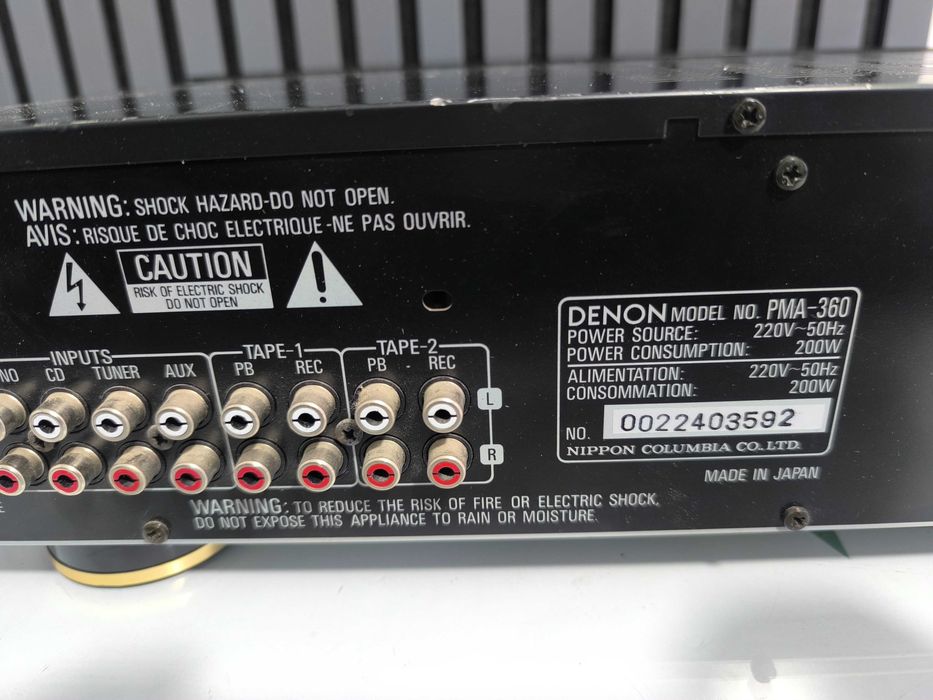 WARNING: SHOCK HAZARD-DO NOT OPEN.
AVIS: RISQUE DE CHOC ELECTRIQUE-NE PAS OUVRIR.
CAUTION
RISK OF ELECTRIC SHOCK
DO NOT OPEN
INPUTS
NO CD TUNER AUX
TAPE-1
PB REC
TAPE-2
PB - REC
L
R
WARNING: TO REDUCE THE RISK OF FIRE OR ELECTRIC SHOCK,
DO NOT EXPOSE THIS APPLIANCE TO RAIN OR MOISTURE.
DENON MODEL NO. PMA-360
POWER SOURCE: 220V~50Hz
POWER CONSUMPTION: 200W
ALIMENTATION: 220V~50Hz
CONSOMMATION: 200W
NO. 0022403592
NIPPON COLUMBIA CO.LTD.
MADE IN JAPAN